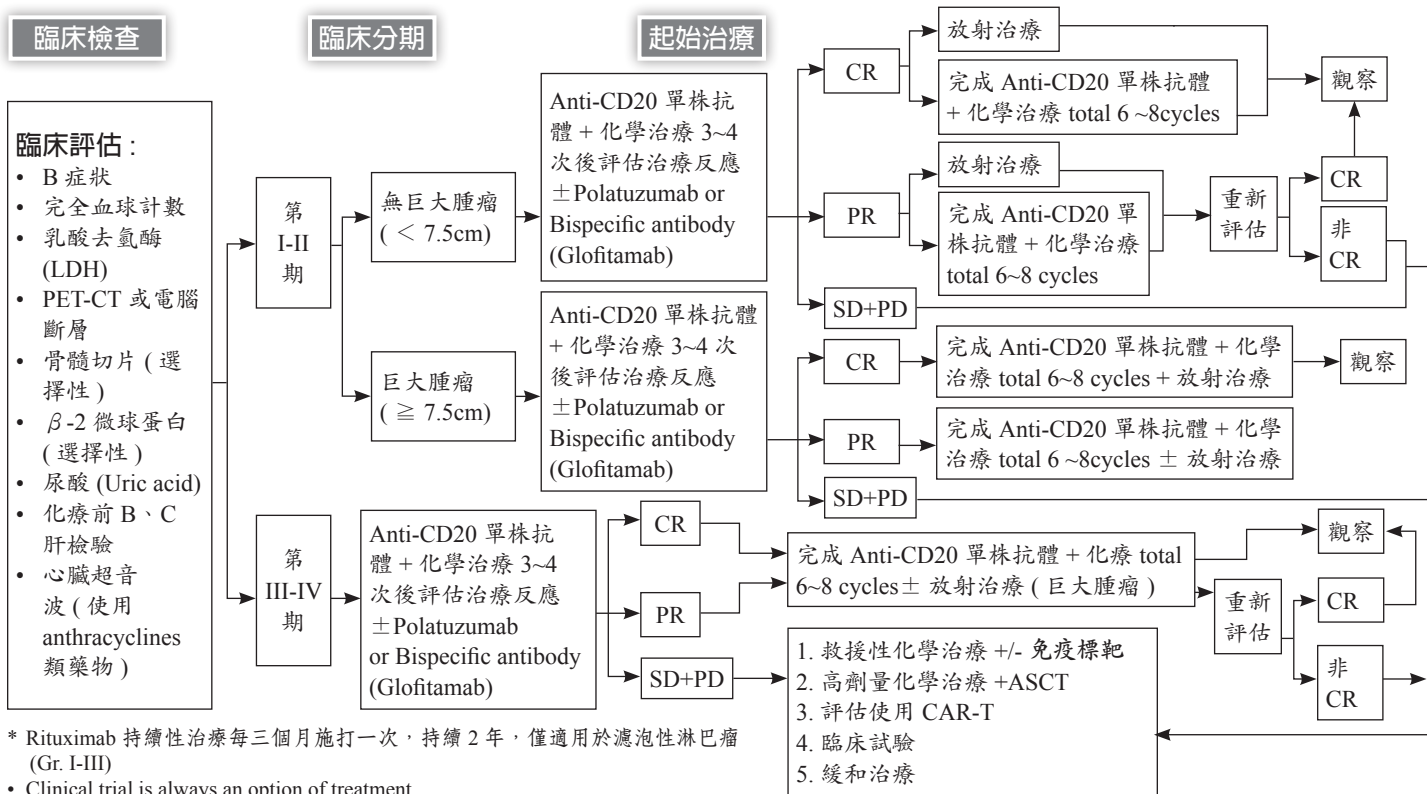 臨床檢查
臨床分期
起始治療
臨床評估 :
• B 症狀
• 完全血球計數
• 乳酸去氫酶
(LDH)
• PET-CT 或電腦
斷層
• 骨髓切片 ( 選
擇性 )
• β-2 微球蛋白
( 選擇性 )
• 尿酸 (Uric acid)
• 化療前 B、C
肝檢驗
• 心臟超音
波 ( 使用
anthracyclines
類藥物 )
第
I-II
期
無巨大腫瘤
( < 7.5cm)
Anti-CD20 單株抗
體 + 化學治療 3~4
次後評估治療反應
±Polatuzumab or
Bispecific antibody
(Glofitamab)
CR
放射治療
完成 Anti-CD20 單株抗體
+ 化學治療 total 6 ~8cycles
觀察
PR
放射治療
完成 Anti-CD20 單
株抗體 + 化學治療
total 6~8 cycles
重新
評估
CR
非
CR
SD+PD
巨大腫瘤
( ≧ 7.5cm)
Anti-CD20 單株抗體
+ 化學治療 3~4 次
後評估治療反應
±Polatuzumab or
Bispecific antibody
(Glofitamab)
CR
完成 Anti-CD20 單株抗體 + 化學
治療 total 6~8 cycles + 放射治療
觀察
PR
完成 Anti-CD20 單株抗體 + 化學
治療 total 6 ~8cycles ± 放射治療
SD+PD
第
III-IV
期
Anti-CD20 單株抗
體 + 化學治療 3~4
次後評估治療反應
±Polatuzumab
or Bispecific antibody
(Glofitamab)
CR
PR
SD+PD
完成 Anti-CD20 單株抗體 + 化療 total
6~8 cycles± 放射治療 ( 巨大腫瘤 )
觀察
重新
評估
CR
非
CR
1. 救援性化學治療 +/- 免疫標靶
2. 高劑量化學治療 +ASCT
3. 評估使用 CAR-T
4. 臨床試驗
5. 緩和治療
* Rituximab 持續性治療每三個月施打一次，持續 2 年，僅適用於濾泡性淋巴瘤
(Gr. I-III)
• Clinical trial is always an option of treatment